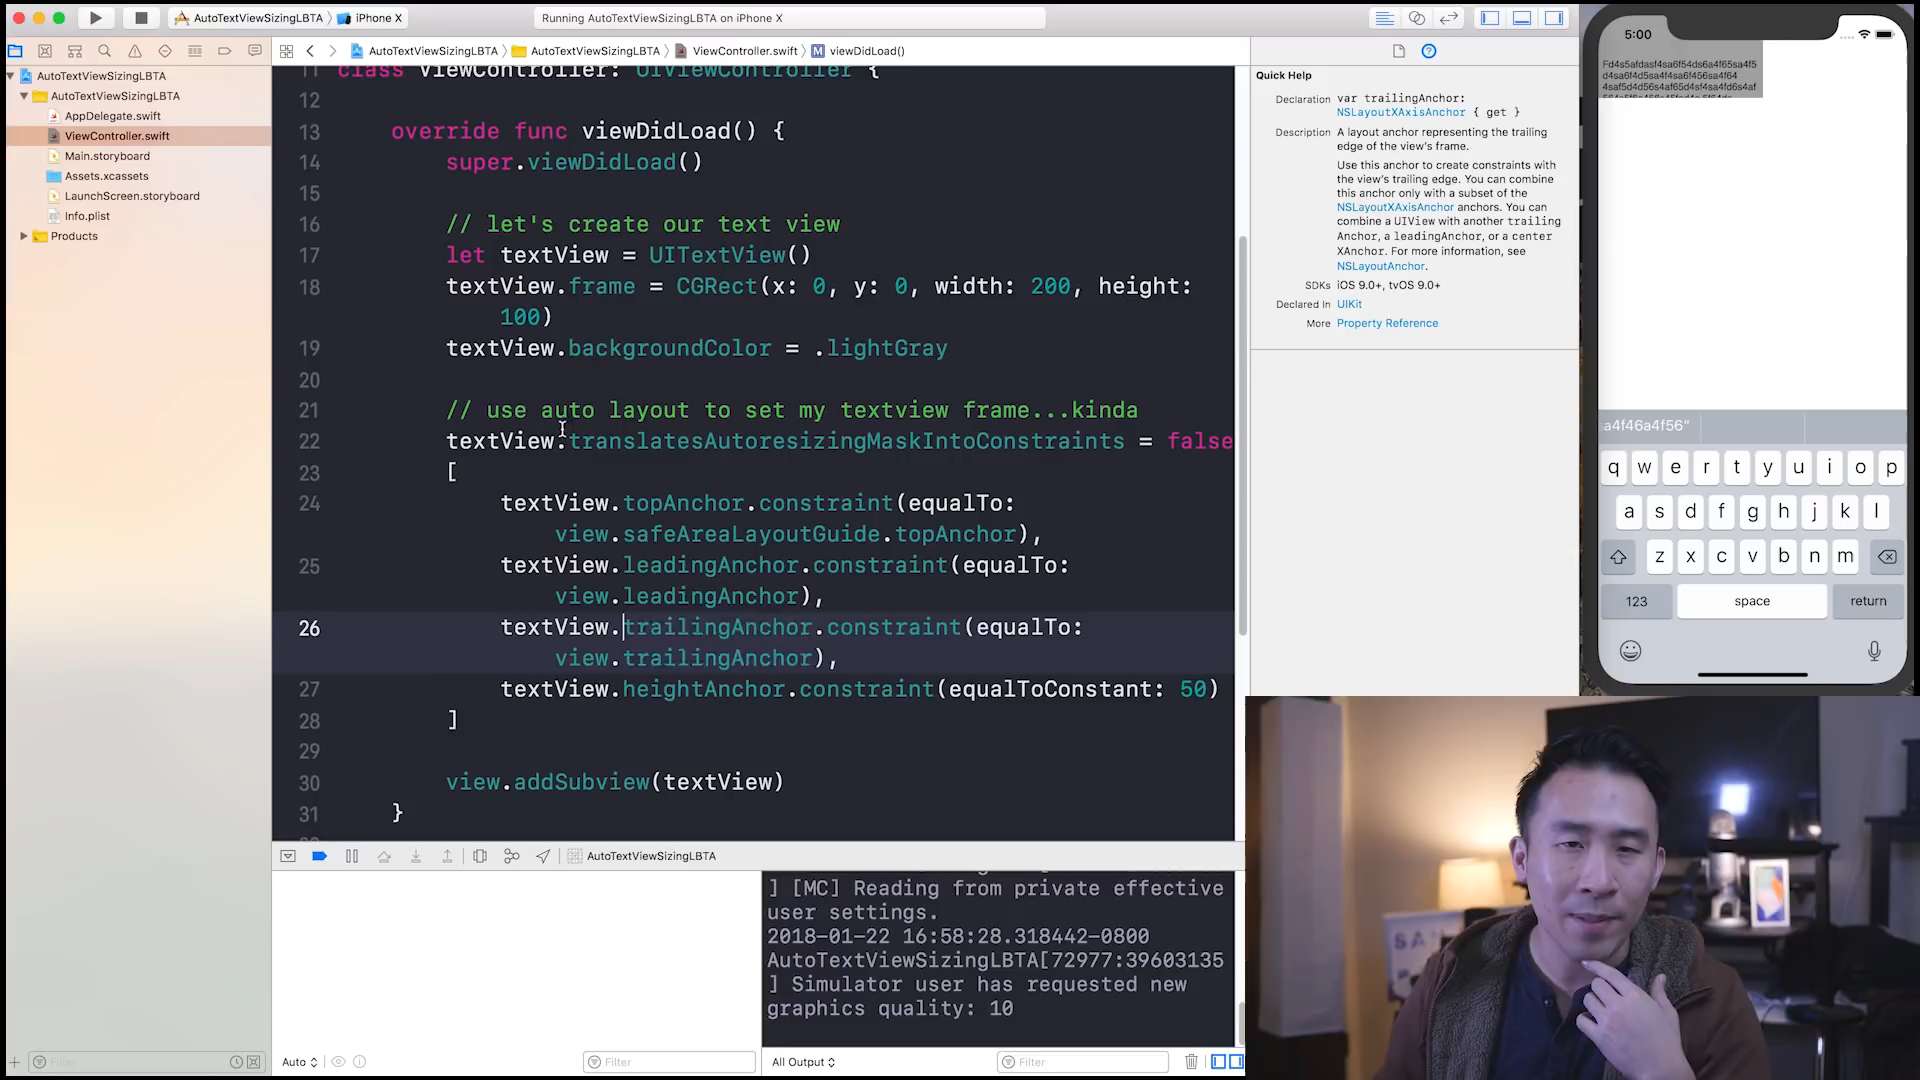 AutoTextViewSizingLBTA
iPhone X
Running AutoTextViewSizingLBTA on iPhone X
AutoTextViewSizingLBTA
AutoTextViewSizingLBTA
ViewController.swift
viewDidLoad()
AutoTextViewSizingLBTA
AutoTextViewSizingLBTA
AppDelegate.swift
ViewController.swift
Main.storyboard
Assets.xcassets
LaunchScreen.storyboard
Info.plist
Products
11 class ViewController: UIViewController {
12
13 override func viewDidLoad() {
14 super.viewDidLoad()
15
16 // let's create our text view
17 let textView = UITextView()
18 textView.frame = CGRect(x: 0, y: 0, width: 200, height:
100)
19 textView.backgroundColor = .lightGray
20
21 // use auto layout to set my textview frame...kinda
22 textView.translatesAutoresizingMaskIntoConstraints = false
23 [
24 textView.topAnchor.constraint(equalTo:
view.safeAreaLayoutGuide.topAnchor),
25 textView.leadingAnchor.constraint(equalTo:
view.leadingAnchor),
26 textView.trailingAnchor.constraint(equalTo:
view.trailingAnchor),
27 textView.heightAnchor.constraint(equalToConstant: 50)
28 ]
29
30 view.addSubview(textView)
31 }
Quick Help
Declaration var trailingAnchor:
NSLayoutXAxisAnchor { get }
Description A layout anchor representing the trailing
edge of the view's frame.
Use this anchor to create constraints with
the view's trailing edge. You can combine
this anchor only with a subset of the
NSLayoutXAxisAnchor anchors. You can
combine a UIView with another trailing
Anchor, a leadingAnchor, or a center
XAnchor. For more information, see
NSLayoutAnchor.
SDKs iOS 9.0+, tvOS 9.0+
Declared In UIKit
More Property Reference
5:00
Fd4s5afdasf4sa6f54ds6a4f65sa4f5
d4sa6f4d5sa4f4sa6f456sa4f64
4saf5d4d56s4af65d4sf4sa4fd6s4af
a4f46a4f56"
q w e r t y u i o p
a s d f g h j k l
z x c v b n m
123 space return
AutoTextViewSizingLBTA
] [MC] Reading from private effective
user settings.
2018-01-22 16:58:28.318442-0800
AutoTextViewSizingLBTA[72977:39603135
] Simulator user has requested new
graphics quality: 10
Filter
Auto
Filter
All Output
Filter